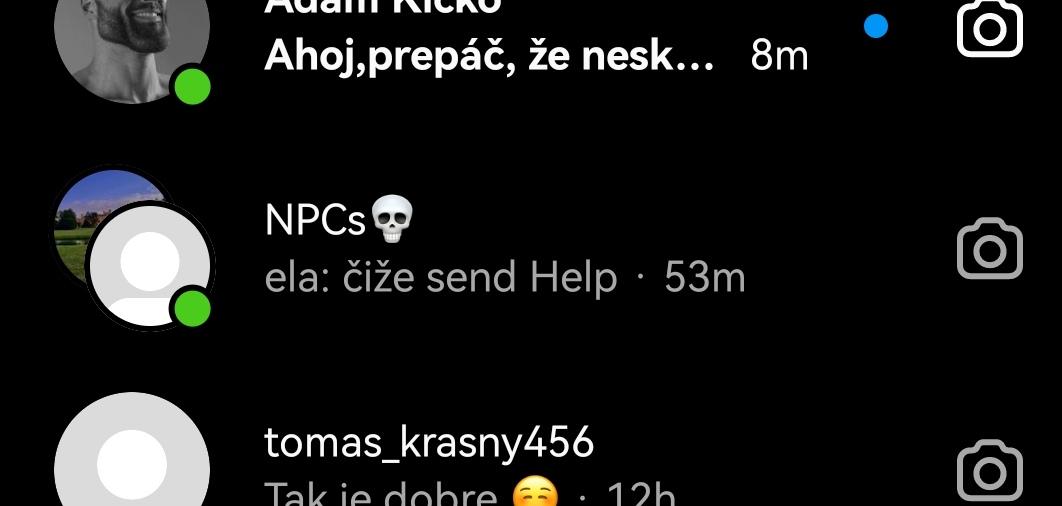 Adam Kicko
Ahoj,prepáč, že nesk... 8m
NPCs💀
ela: čiže send Help · 53m
tomas_krasny456
Tak je dobre ☺️ · 12h